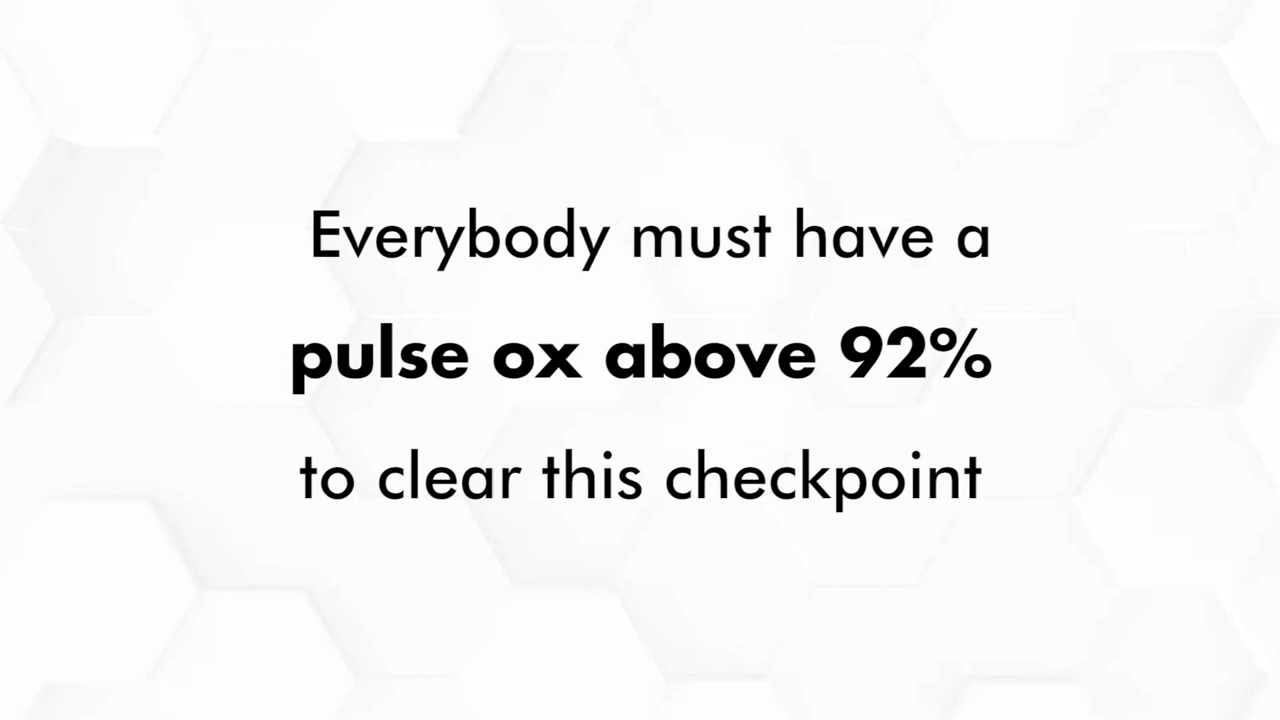 Everybody must have a
pulse ox above 92%
to clear this checkpoint